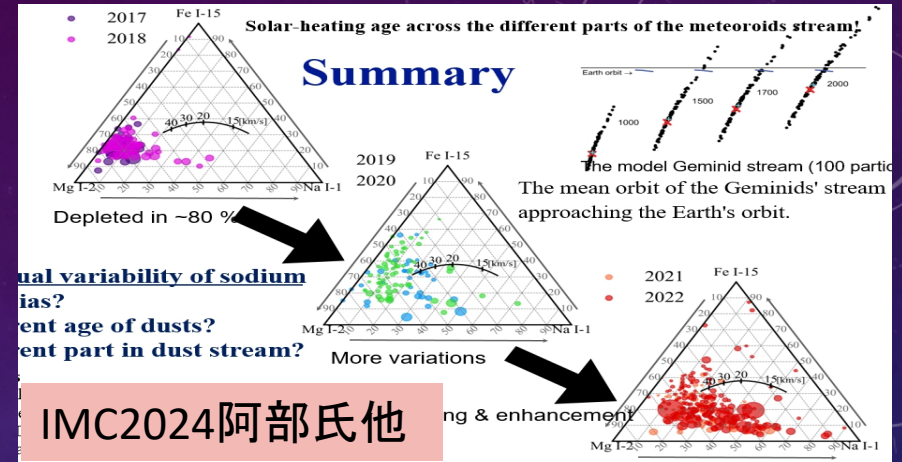 2017
2018
Fe I-15
Solar-heating age across the different parts of the meteoroids stream!
Summary
40 30 20 15[km/s]
Mg I-2
Na I-1
Depleted in ~80 %
Earth orbit →
1000
1500
1700
2000
The model Geminid stream (100 partic
The mean orbit of the Geminids' stream
approaching the Earth's orbit.
2019
2020
Fe I-15
40 30 20 15[km/s]
Mg I-2
Na I-1
More variations
ual variability of sodium
ias?
rent age of dusts?
rent part in dust stream?
2021
2022
Fe I-15
40 30 20 15[km/s]
Mg I-2
Na I-1
ng & enhancement
IMC2024阿部氏他